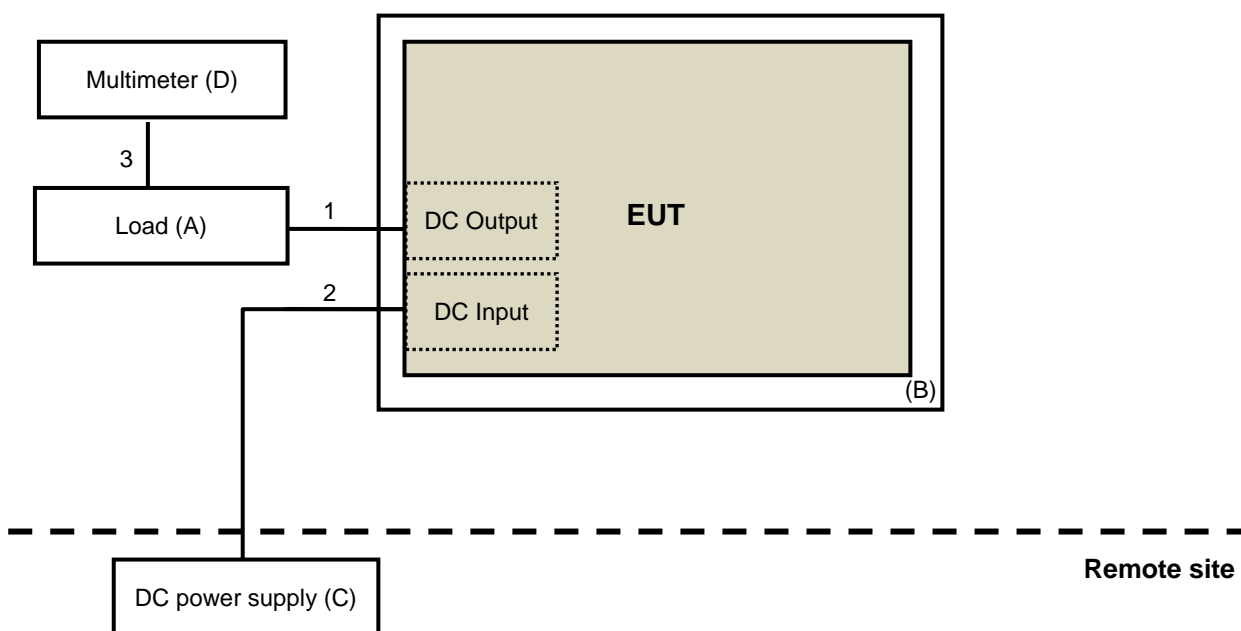 Multimeter (D)
3
Load (A)
1
DC Output
EUT
2
DC Input
(B)
Remote site
DC power supply (C)